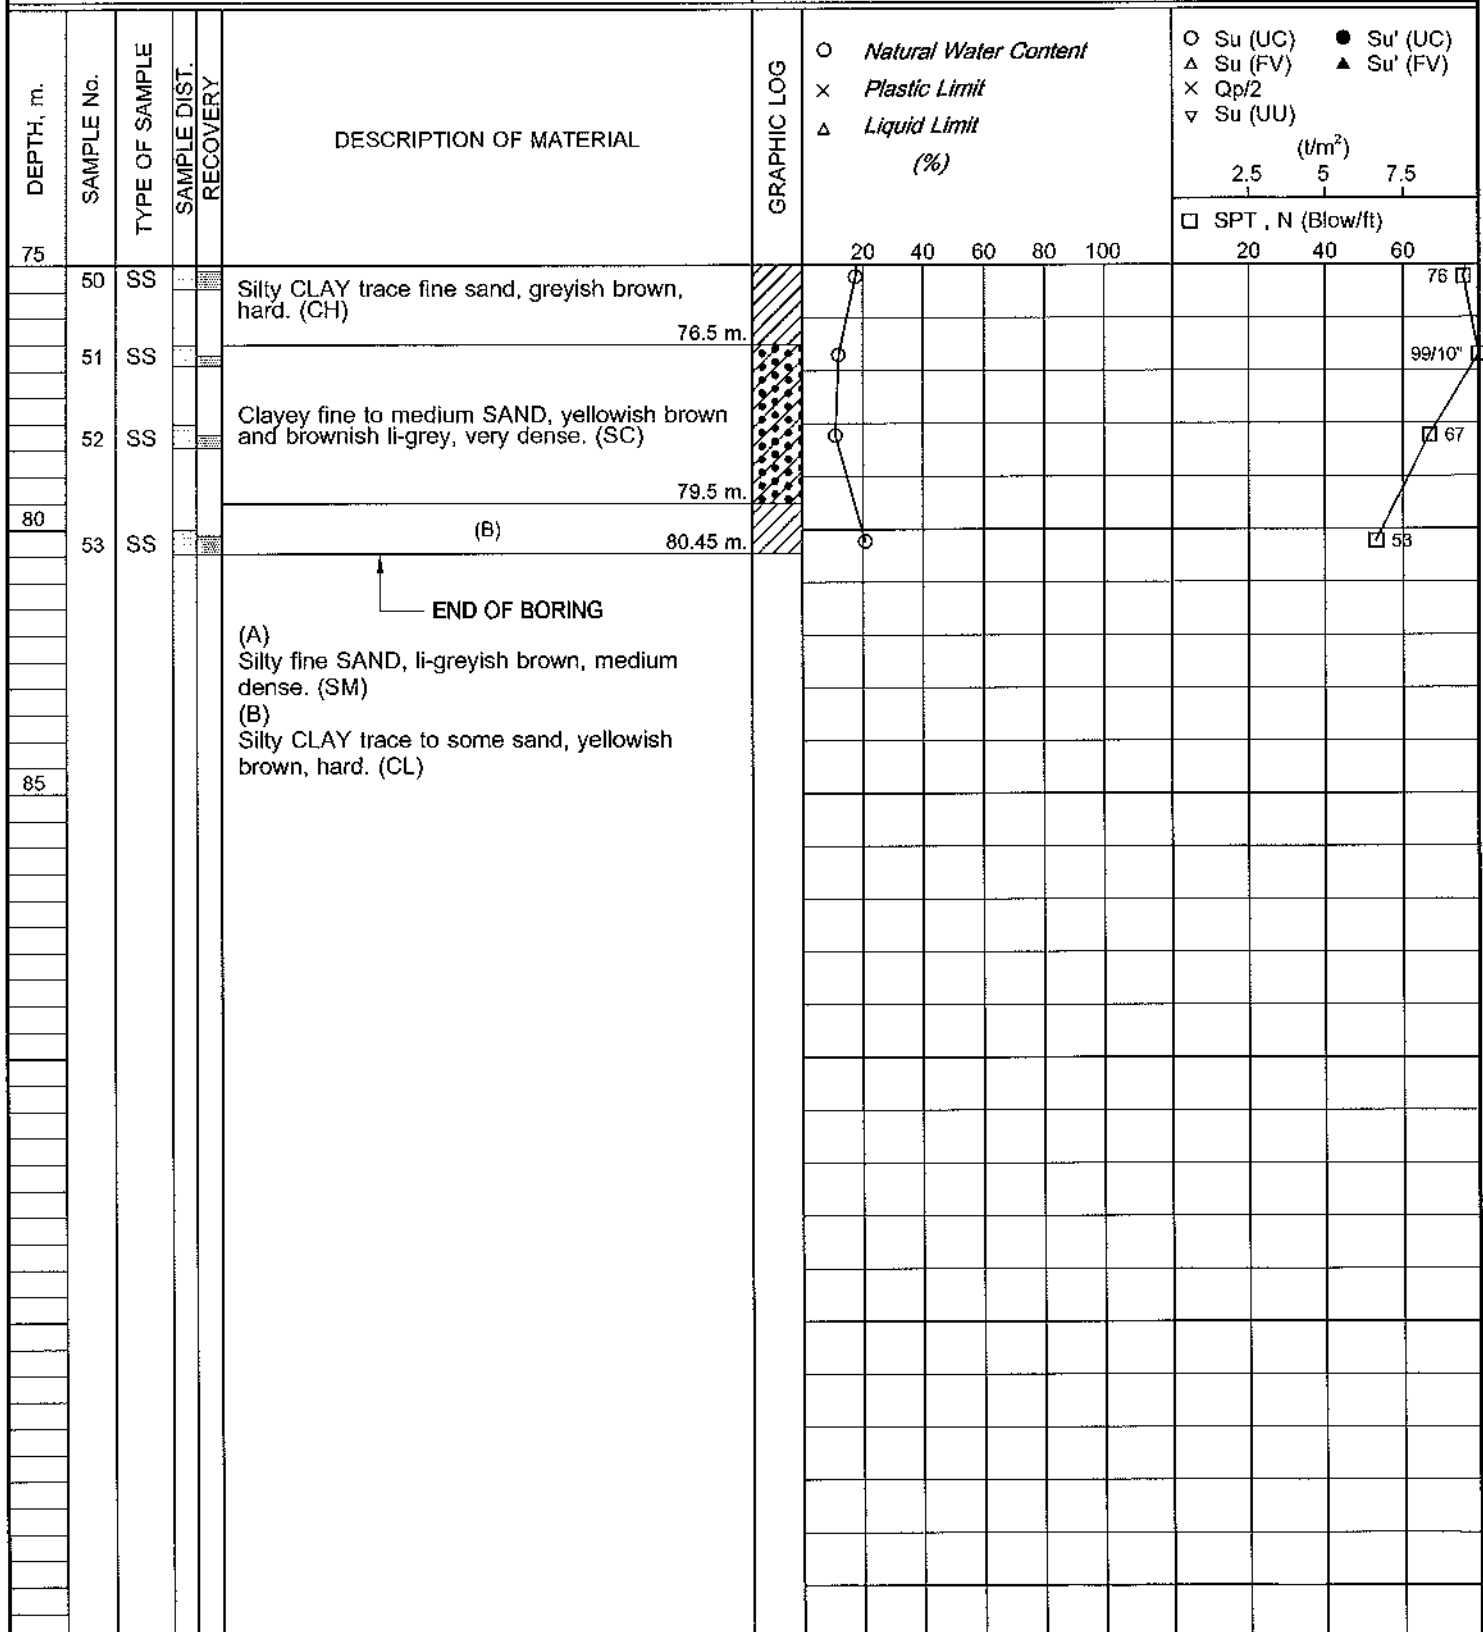 DEPTH, m.
SAMPLE No.
TYPE OF SAMPLE
SAMPLE DIST.
RECOVERY
DESCRIPTION OF MATERIAL
GRAPHIC LOG
○ Natural Water Content
× Plastic Limit
△ Liquid Limit
(%)
20 40 60 80 100
○ Su (UC) ● Su' (UC)
△ Su (FV) ▲ Su' (FV)
× Qp/2
▽ Su (UU)
(t/m²)
2.5 5 7.5
□ SPT , N (Blow/ft)
20 40 60
75
50 SS
Silty CLAY trace fine sand, greyish brown,
hard. (CH)
76.5 m.
76
51 SS
99/10"
Clayey fine to medium SAND, yellowish brown
52 SS
and brownish li-grey, very dense. (SC)
67
79.5 m.
80
53 SS
(B)
80.45 m.
53
END OF BORING
(A)
Silty fine SAND, li-greyish brown, medium
dense. (SM)
(B)
Silty CLAY trace to some sand, yellowish
brown, hard. (CL)
85